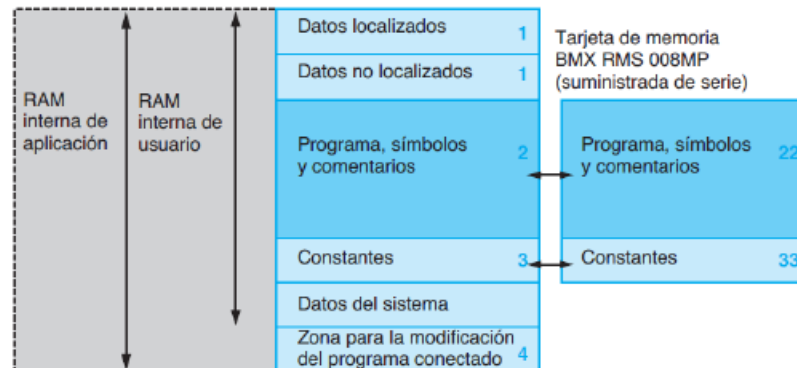 RAM
interna de
aplicación
RAM
interna de
usuario
Datos localizados 1
Datos no localizados 1
Programa, símbolos
y comentarios 2
Constantes 3
Datos del sistema
Zona para la modificación
del programa conectado 4
Tarjeta de memoria
BMX RMS 008MP
(suministrada de serie)
Programa, símbolos
y comentarios 22
Constantes 33